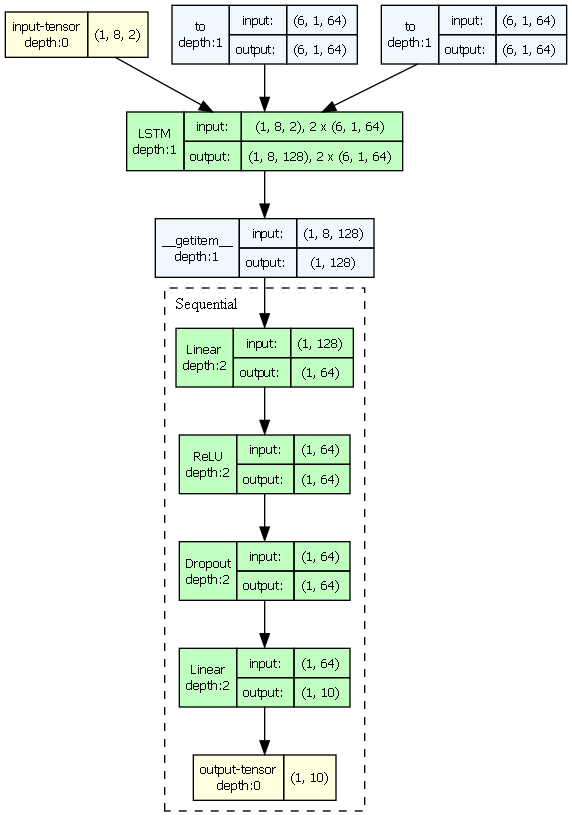 input-tensor
depth:0
(1, 8, 2)
to
depth:1
input:
(6, 1, 64)
output:
(6, 1, 64)
to
depth:1
input:
(6, 1, 64)
output:
(6, 1, 64)
LSTM
depth:1
input:
(1, 8, 2), 2 x (6, 1, 64)
output:
(1, 8, 128), 2 x (6, 1, 64)
__getitem__
depth:1
input:
(1, 8, 128)
output:
(1, 128)
Sequential
Linear
depth:2
input:
(1, 128)
output:
(1, 64)
ReLU
depth:2
input:
(1, 64)
output:
(1, 64)
Dropout
depth:2
input:
(1, 64)
output:
(1, 64)
Linear
depth:2
input:
(1, 64)
output:
(1, 10)
output-tensor
depth:0
(1, 10)